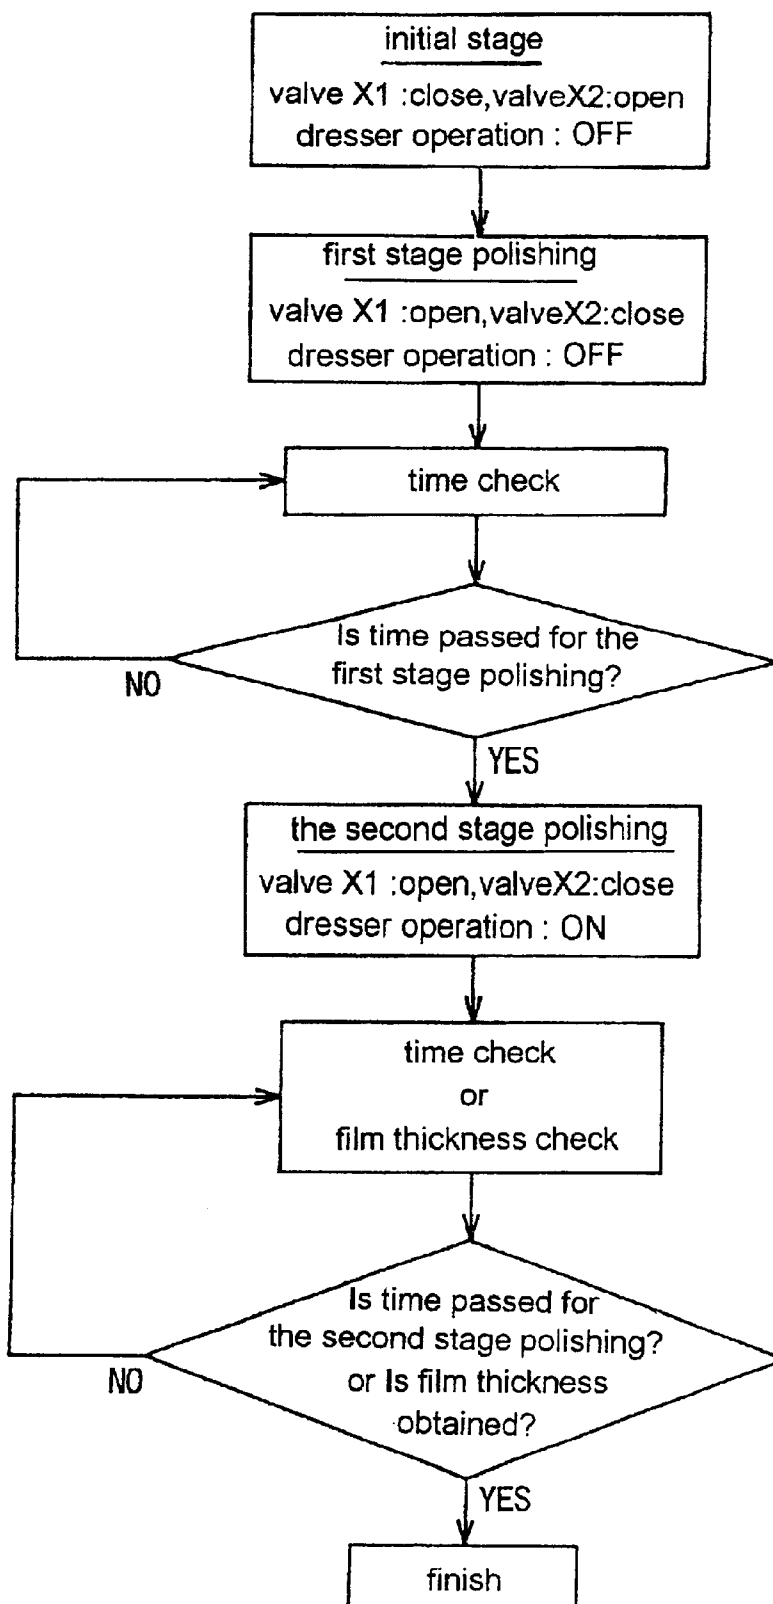 initial stage
valve X1 :close,valveX2:open
dresser operation : OFF
first stage polishing
valve X1 :open,valveX2:close
dresser operation : OFF
time check
Is time passed for the
first stage polishing?
NO
YES
the second stage polishing
valve X1 :open,valveX2:close
dresser operation : ON
time check
or
film thickness check
Is time passed for
the second stage polishing?
or Is film thickness
obtained?
NO
YES
finish